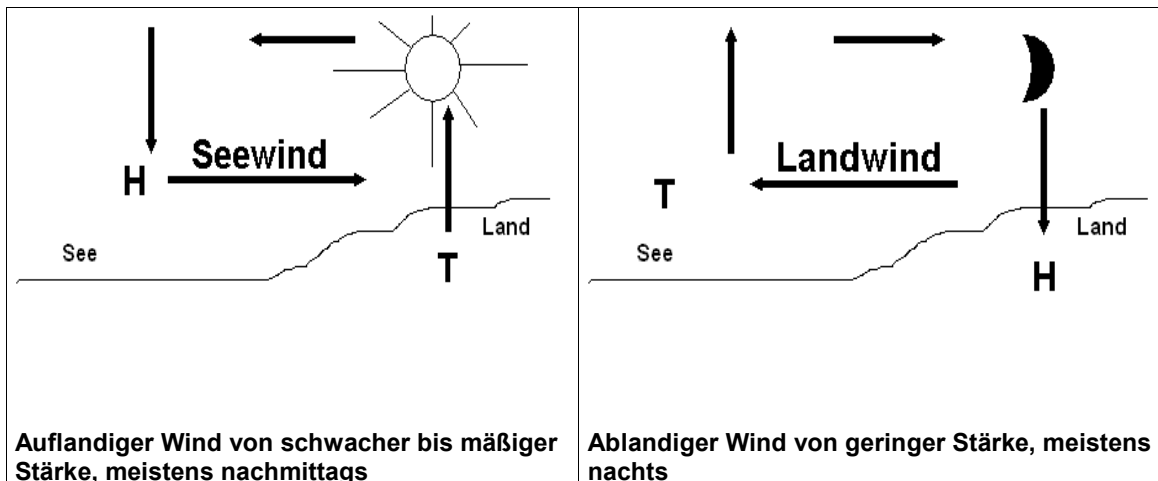 Seewind
H
Land
See
T
Auflandiger Wind von schwacher bis mäßiger
Stärke, meistens nachmittags
Landwind
T
Land
See
H
Ablandiger Wind von geringer Stärke, meistens
nachts